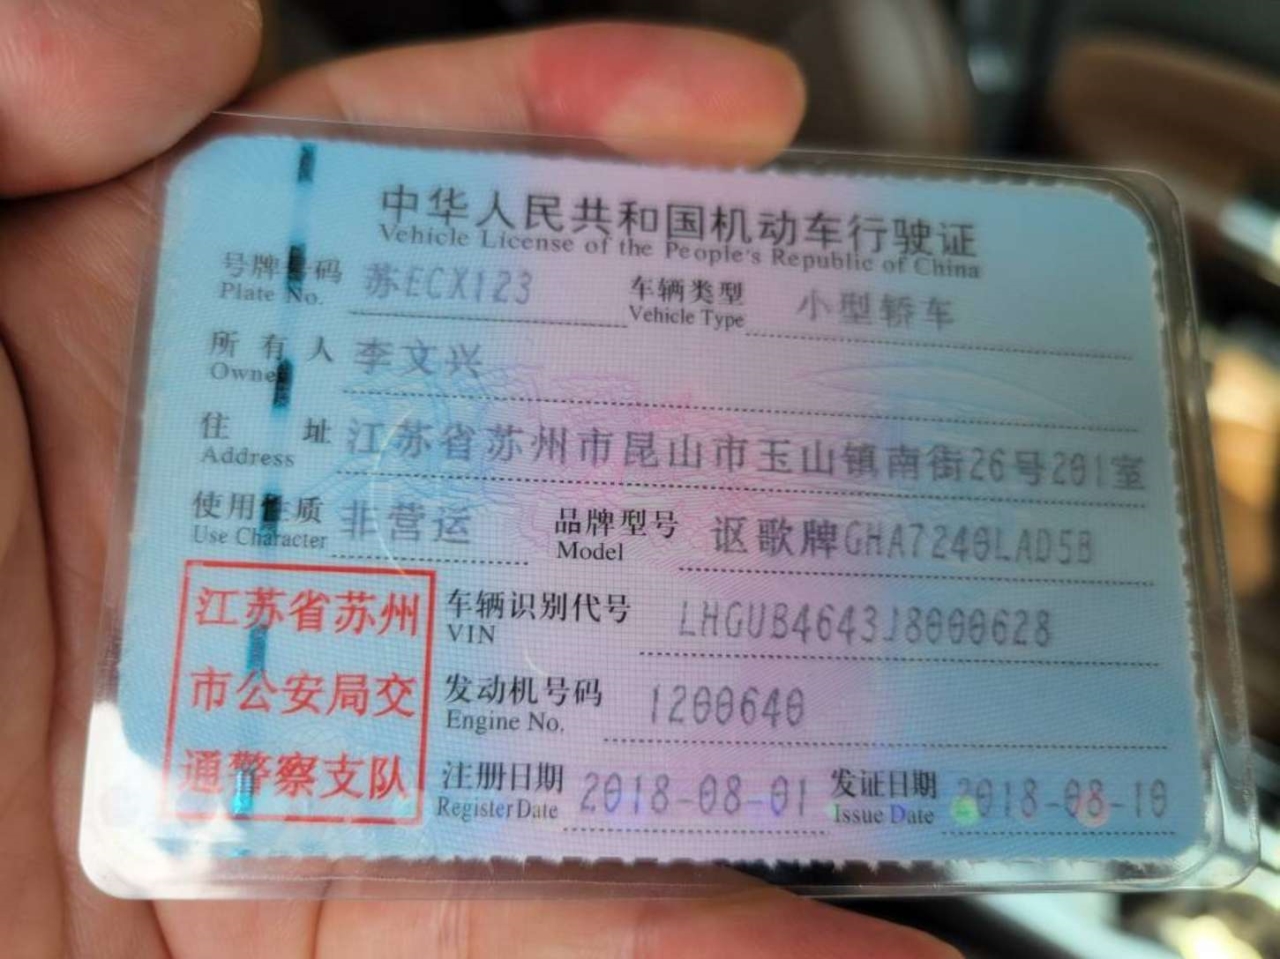 中华人民共和国机动车行驶证
Vehicle License of the People's Republic of China
号牌号码 苏ECX123 车辆类型 小型轿车
Plate No. Vehicle Type
所有人 李文兴
Owner
住址 江苏省苏州市昆山市玉山镇南街26号201室
Address
使用性质 非营运 品牌型号 讴歌牌GHA7240LAD5B
Use Character Model
江苏省苏州 车辆识别代号 LHGUB4643J8000628
VIN
市公安局交 发动机号码 1200640
Engine No.
通警察支队 注册日期 2018-08-01 发证日期 2018-08-10
Register Date Issue Date